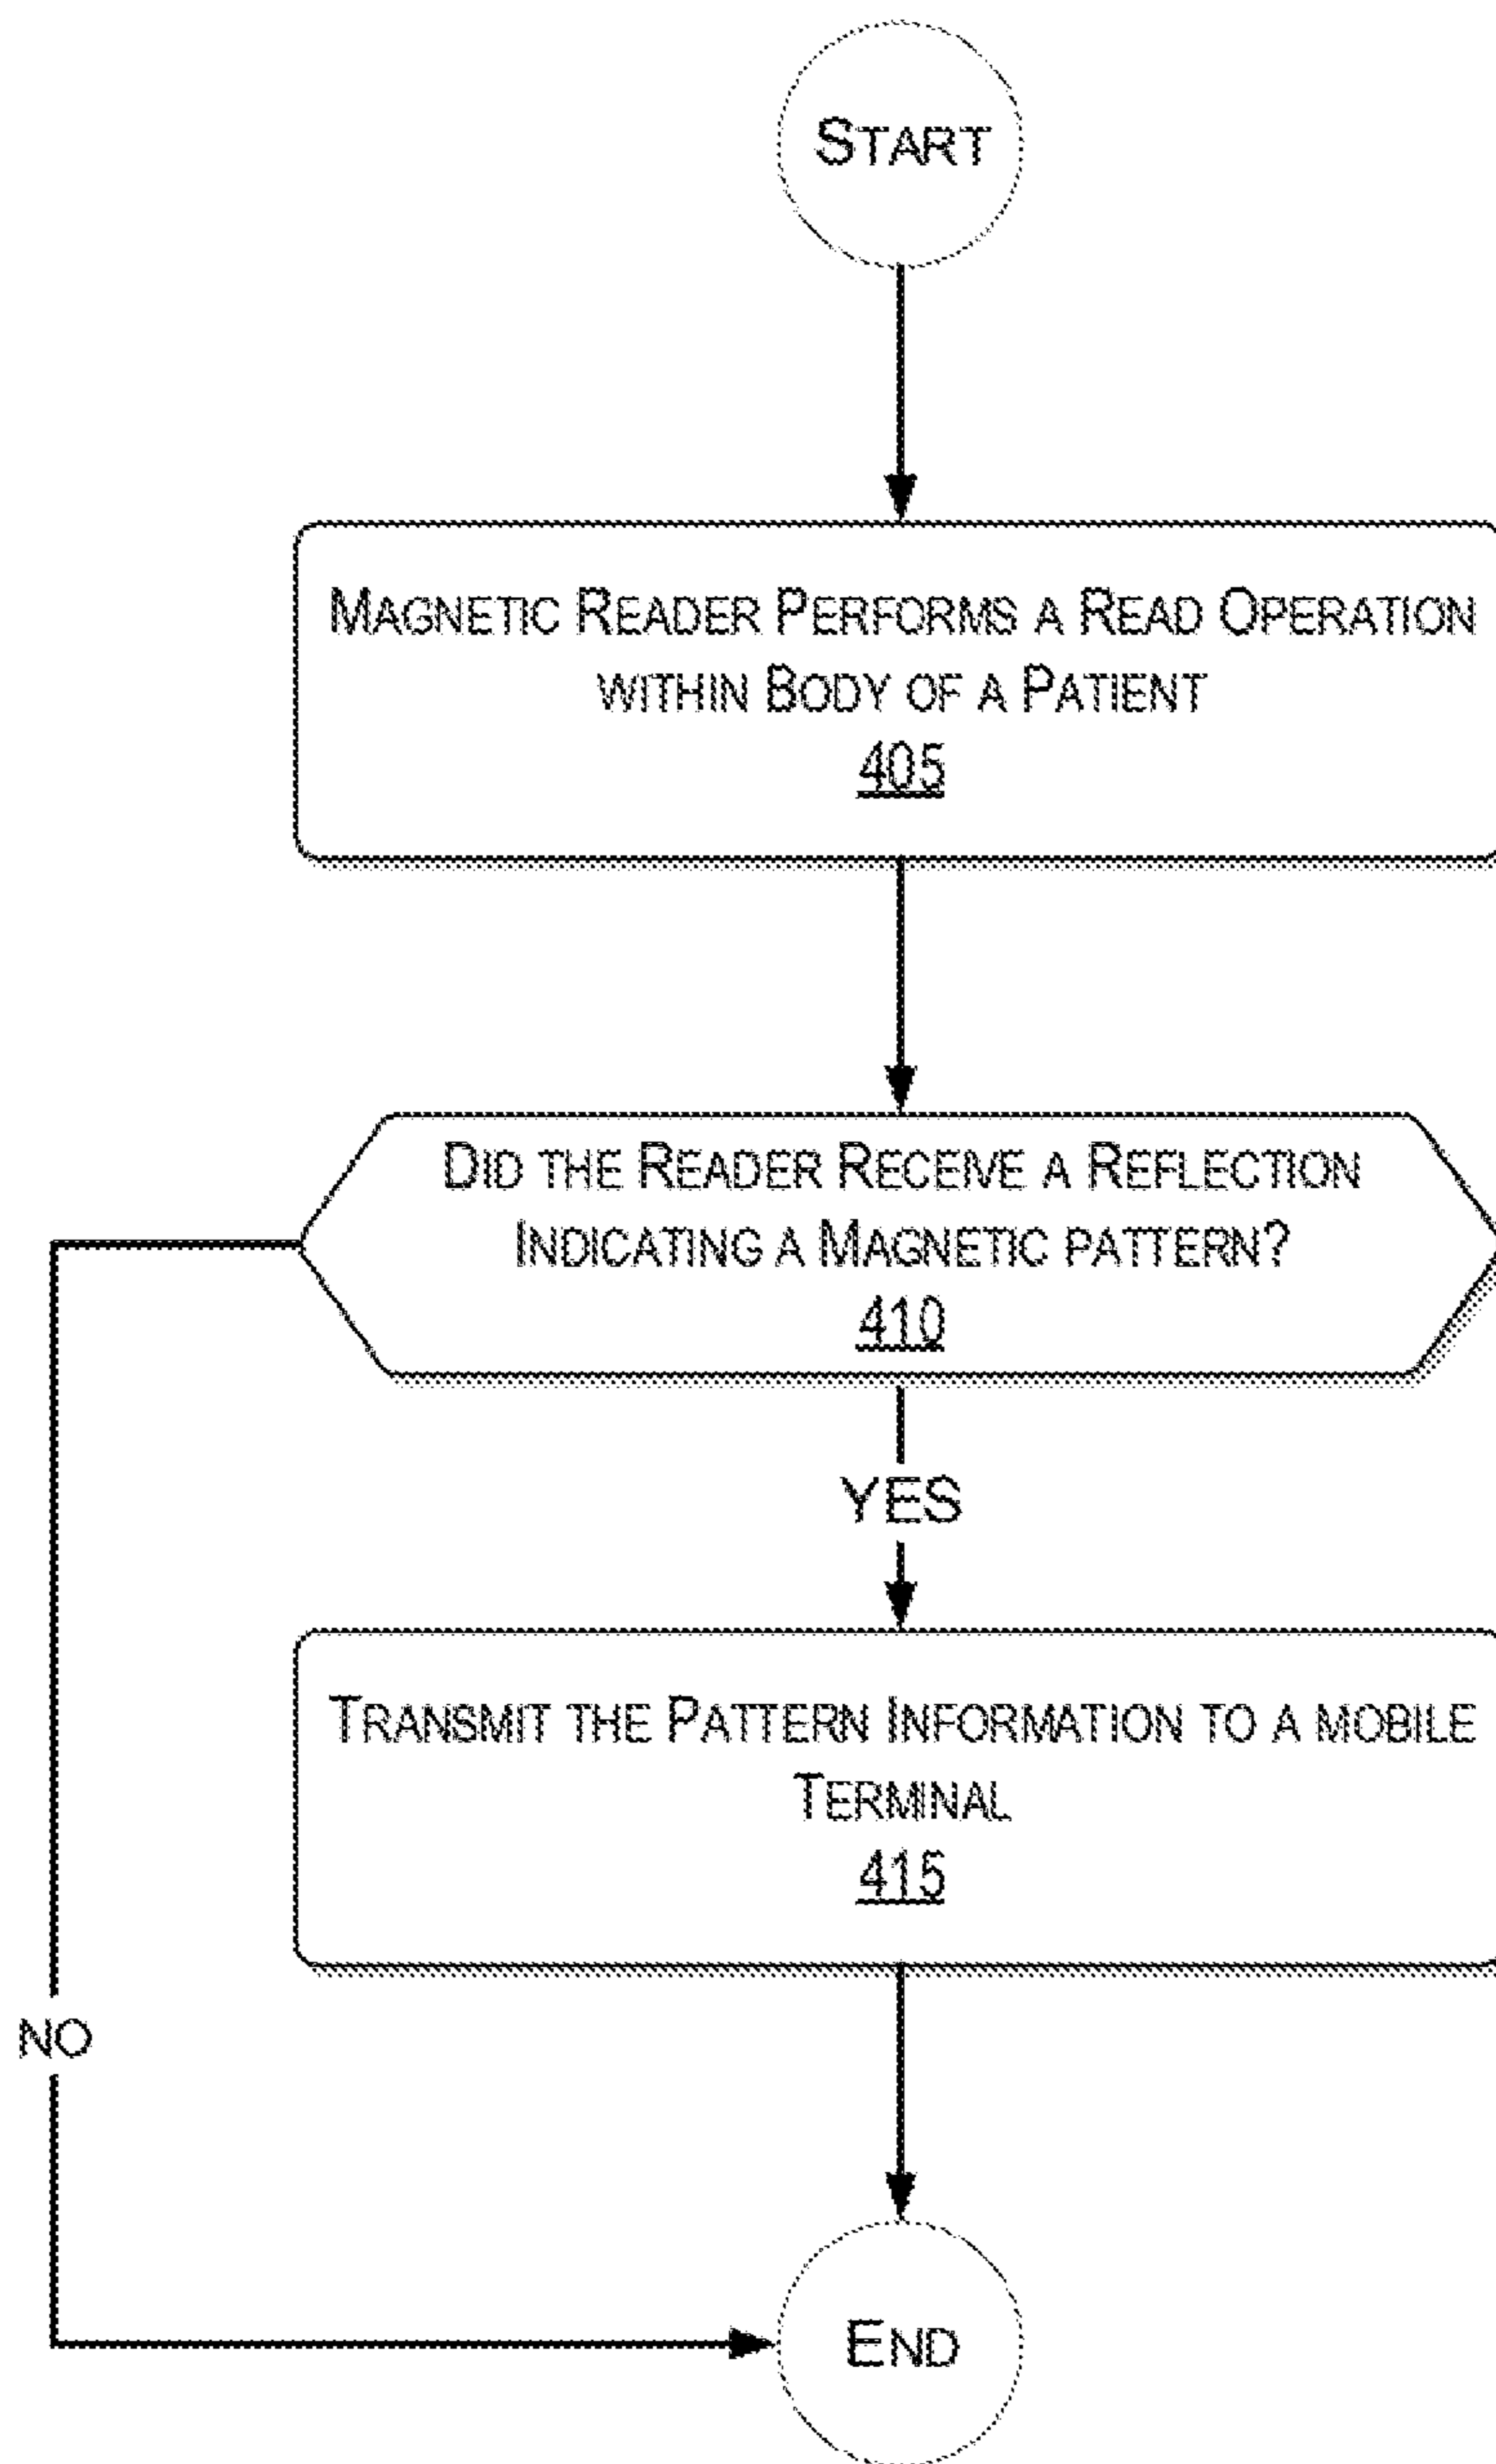 START
MAGNETIC READER PERFORMS A READ OPERATION
WITHIN BODY OF A PATIENT
405
DID THE READER RECEIVE A REFLECTION
INDICATING A MAGNETIC PATTERN?
410
YES
TRANSMIT THE PATTERN INFORMATION TO A MOBILE
TERMINAL
415
NO
END